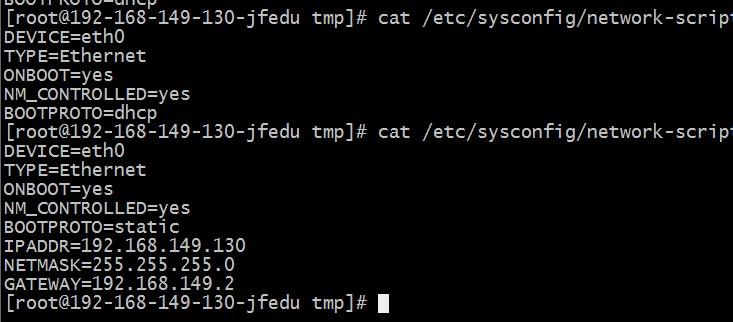 BOOTPROTO=dhcp
[root@192-168-149-130-jfedu tmp]# cat /etc/sysconfig/network-script
DEVICE=eth0
TYPE=Ethernet
ONBOOT=yes
NM_CONTROLLED=yes
BOOTPROTO=dhcp
[root@192-168-149-130-jfedu tmp]# cat /etc/sysconfig/network-script
DEVICE=eth0
TYPE=Ethernet
ONBOOT=yes
NM_CONTROLLED=yes
BOOTPROTO=static
IPADDR=192.168.149.130
NETMASK=255.255.255.0
GATEWAY=192.168.149.2
[root@192-168-149-130-jfedu tmp]#